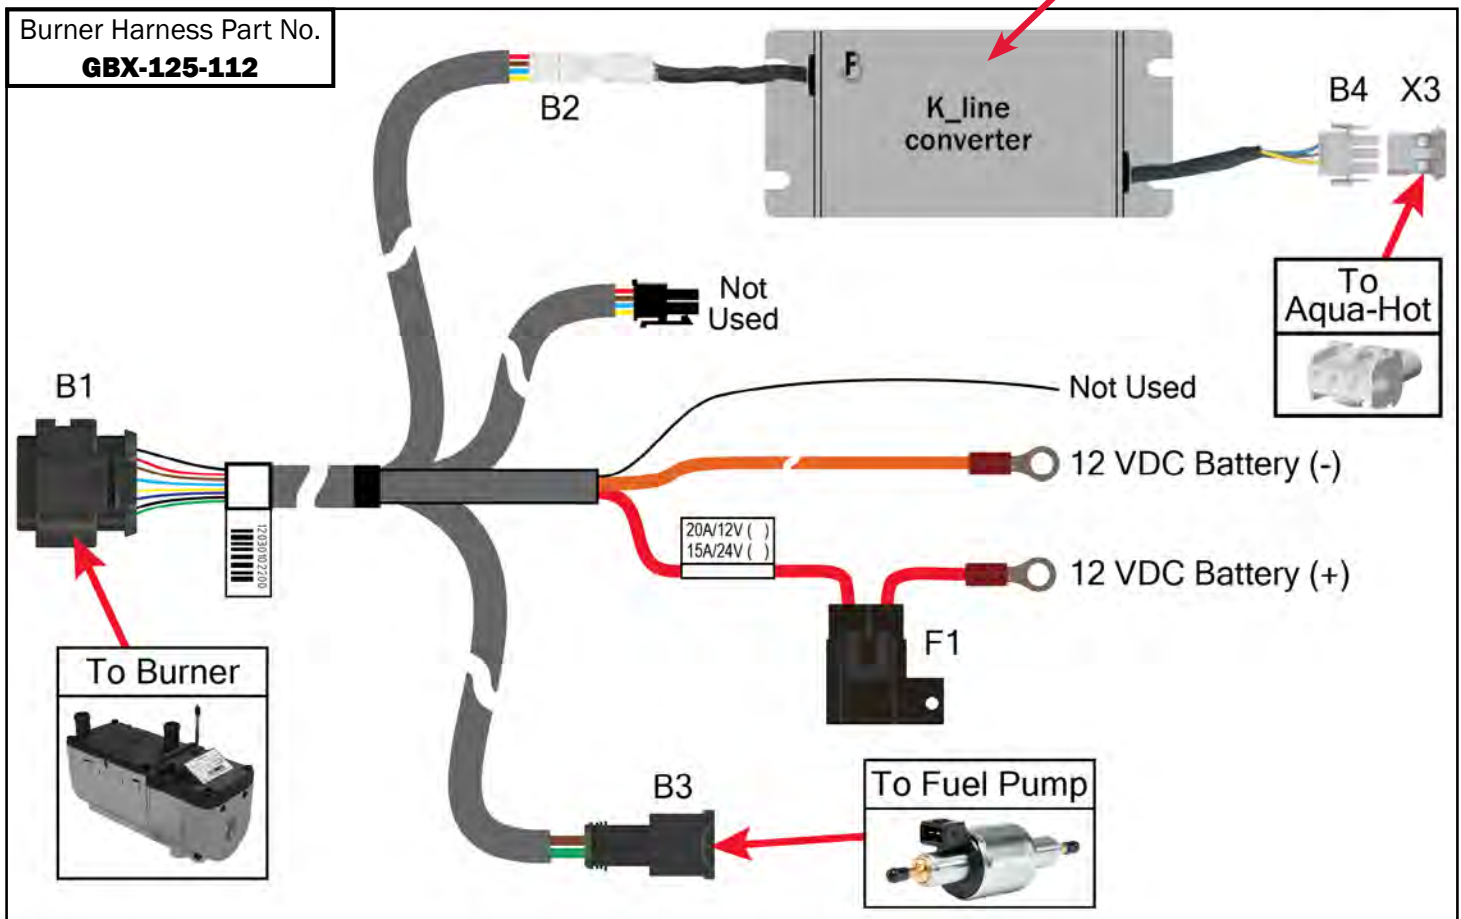 Burner Harness Part No.
GBX-125-112
B2
K_line
converter
B4 X3
To
Aqua-Hot
Not
Used
B1
Not Used
12 VDC Battery (-)
20A/12V ( )
15A/24V ( )
12 VDC Battery (+)
12030102200
F1
To Burner
B3
To Fuel Pump